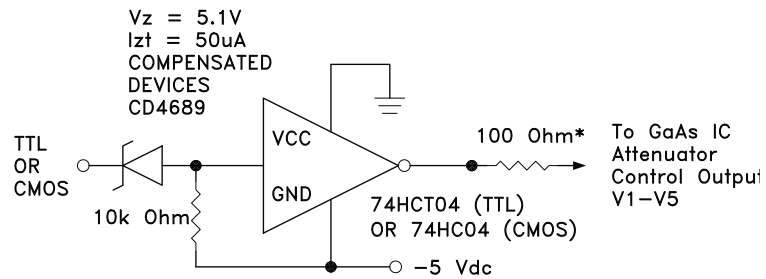 Vz = 5.1V
Izt = 50uA
COMPENSATED
DEVICES
CD4689
TTL
OR
CMOS
10k Ohm
VCC
GND
100 Ohm*
74HCT04 (TTL)
OR 74HC04 (CMOS)
-5 Vdc
To GaAs IC
Attenuator
Control Output
V1-V5